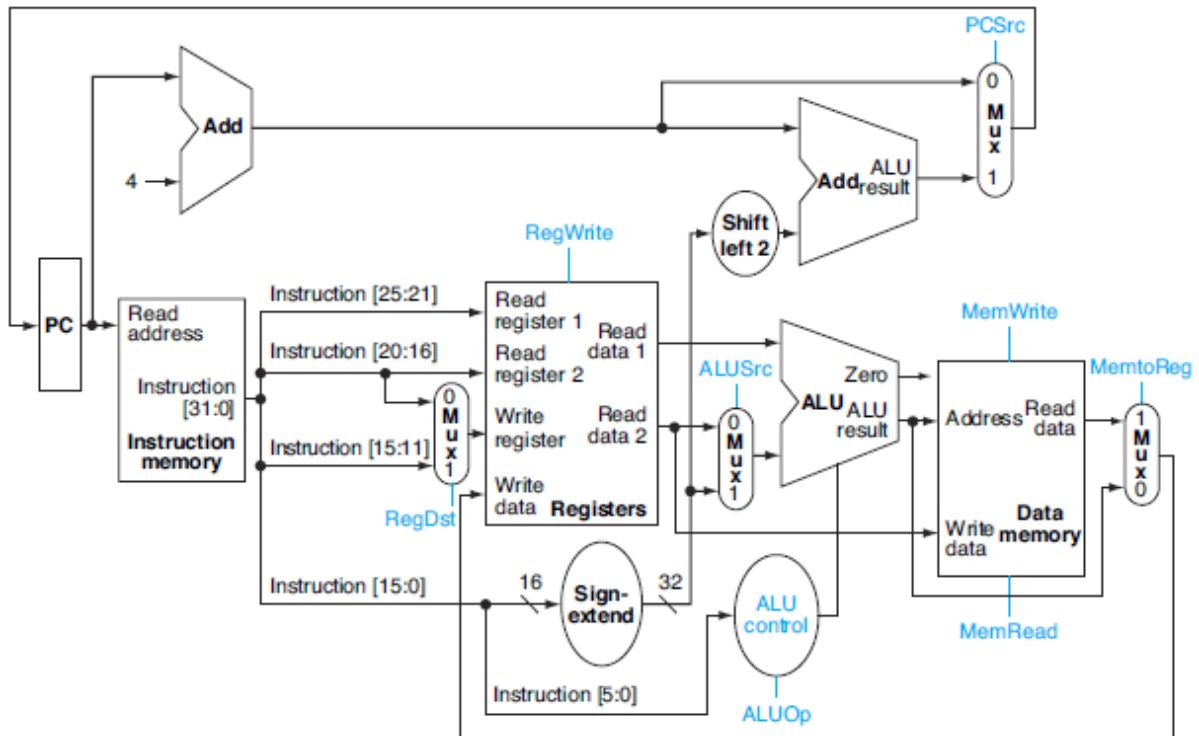 PCSrc
0
Mux
1
Add
4
Add
ALU
result
Shift
left 2
RegWrite
PC
Read
address
Instruction
[31:0]
Instruction
memory
Instruction [25:21]
Instruction [20:16]
Instruction [15:11]
0
Mux
1
RegDst
Read
register 1
Read
register 2
Write
register
Write
data
Read
data 1
Read
data 2
Registers
ALUSrc
0
Mux
1
Zero
ALU
ALU
result
MemWrite
Address
Read
data
Write
data
Data
memory
MemRead
MemtoReg
1
Mux
0
Instruction [15:0]
16
Sign-
extend
32
ALU
control
Instruction [5:0]
ALUOp